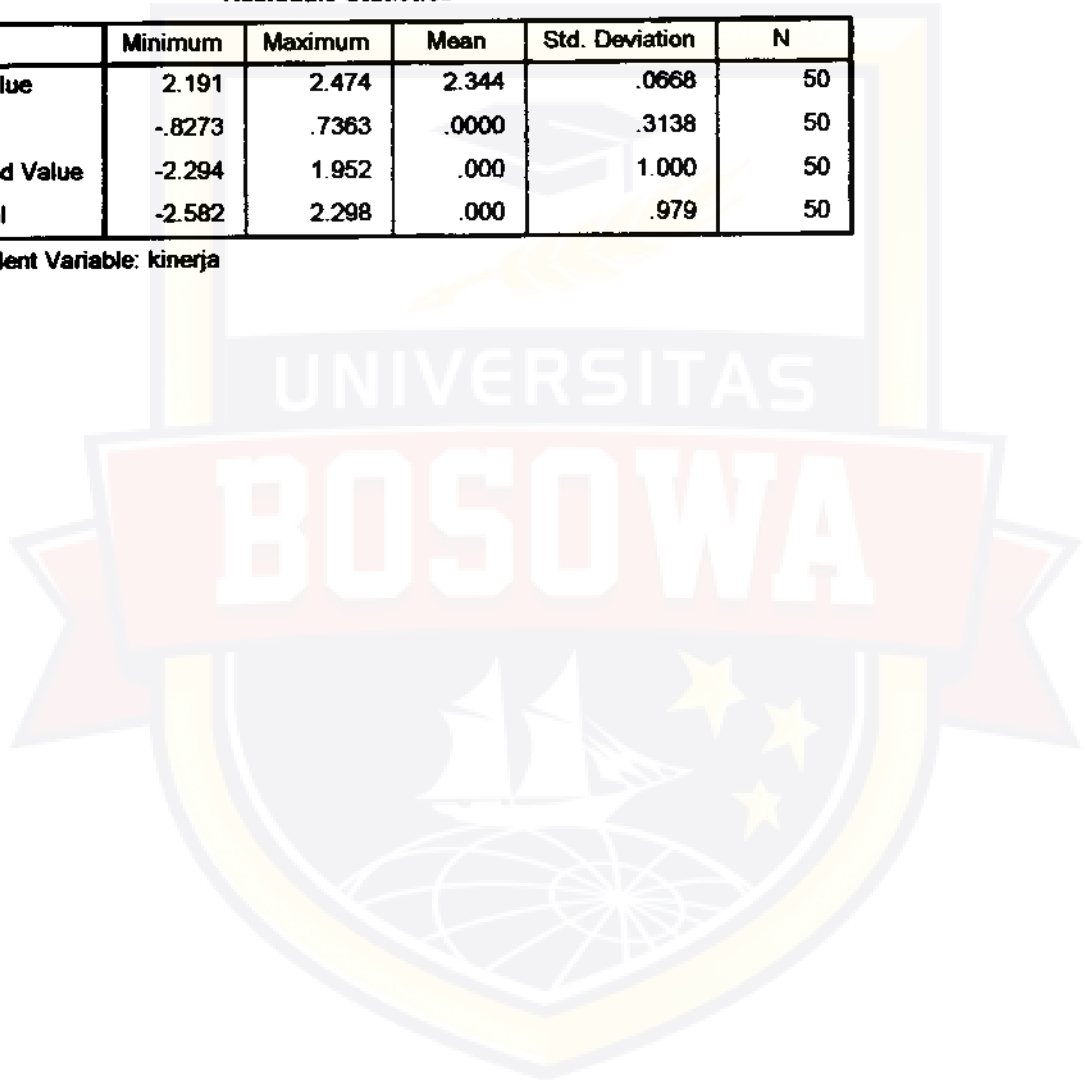 Minimum Maximum Mean Std. Deviation N
lue 2.191 2.474 2.344 .0668 50
-.8273 .7363 .0000 .3138 50
d Value -2.294 1.952 .000 1.000 50
l -2.582 2.298 .000 .979 50
lent Variable: kinerja
UNIVERSITAS
BOSOWA